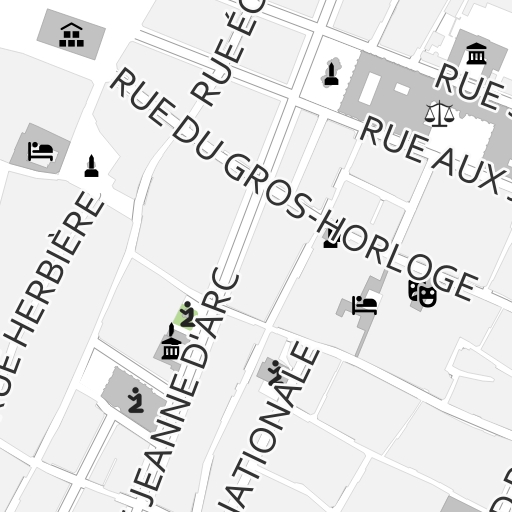 RUE ÉC
RUE S
RUE AUX J
RUE DU GROS-HORLOGE
RUE HERBIÈRE
JEANNE D'ARC
NATIONALE